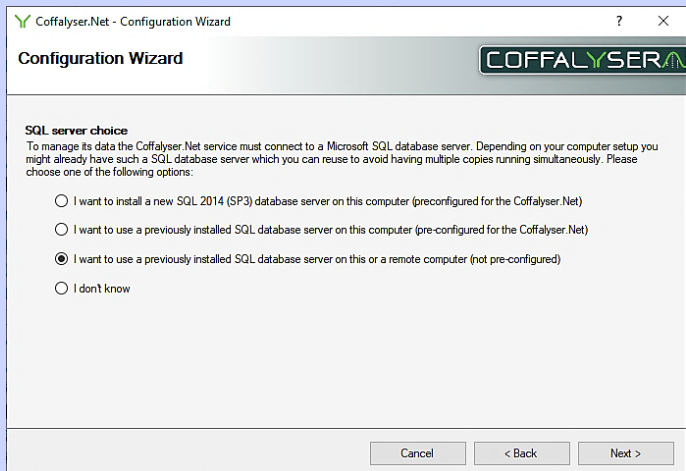 Coffalyser.Net - Configuration Wizard
?
Configuration Wizard
COFFALYSER
SQL server choice
To manage its data the Coffalyser.Net service must connect to a Microsoft SQL database server. Depending on your computer setup you
might already have such a SQL database server which you can reuse to avoid having multiple copies running simultaneously. Please
choose one of the following options:
I want to install a new SQL 2014 (SP3) database server on this computer (preconfigured for the Coffalyser.Net)
I want to use a previously installed SQL database server on this computer (pre-configured for the Coffalyser.Net)
I want to use a previously installed SQL database server on this or a remote computer (not pre-configured)
I don't know
Cancel
< Back
Next >